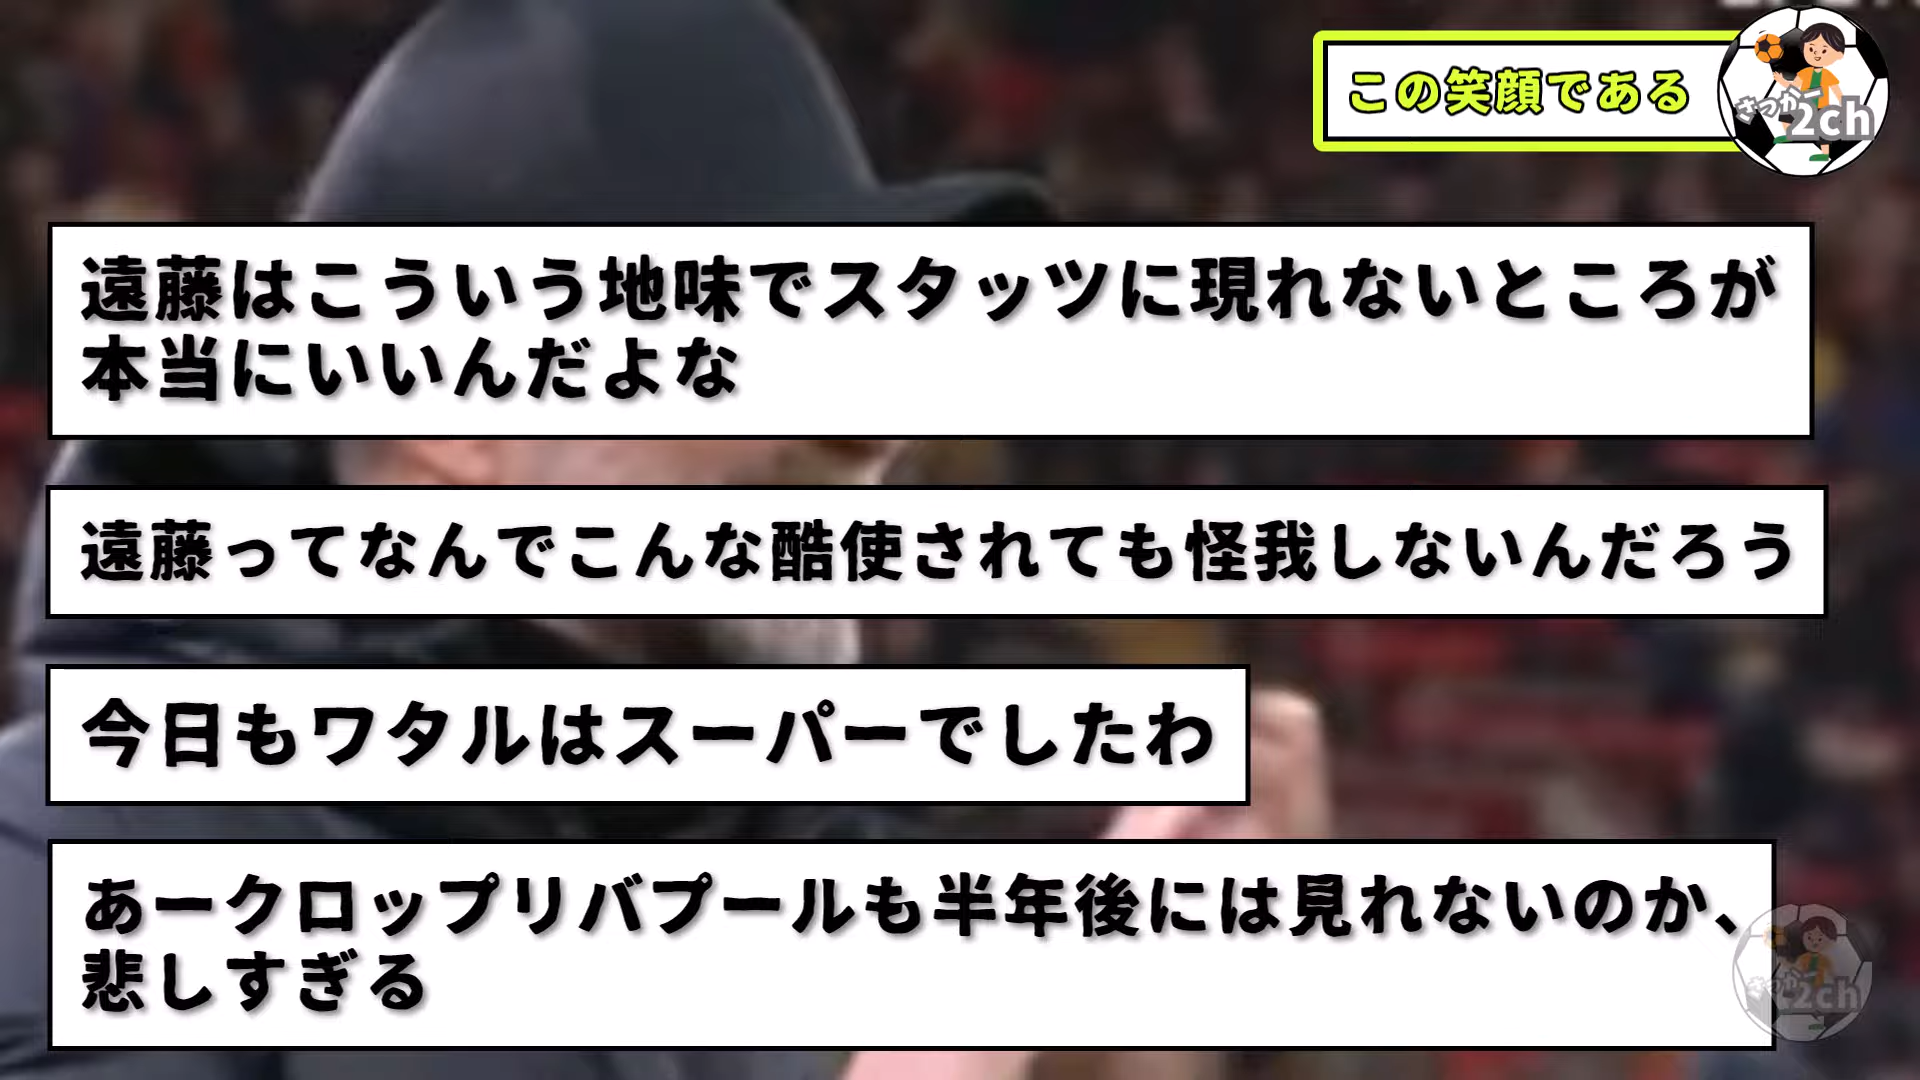 この笑顔である
さっかー
2ch
遠藤はこういう地味でスタッツに現れないところが
本当にいいんだよな
遠藤ってなんでこんな酷使されても怪我しないんだろう
今日もワタルはスーパーでしたわ
あークロップリバプールも半年後には見れないのか、
悲しすぎる
さっかー
2ch